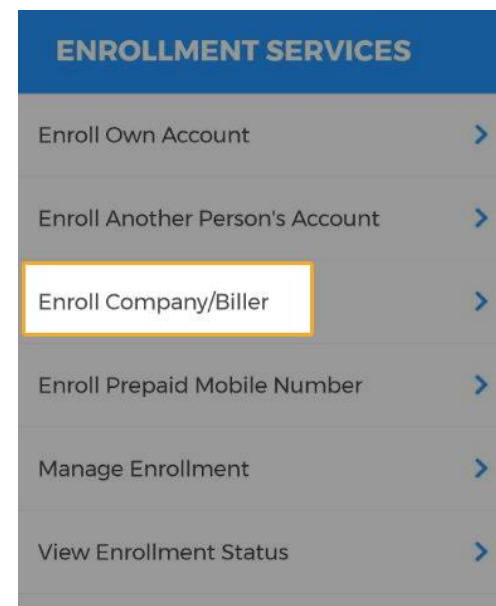 ENROLLMENT SERVICES
Enroll Own Account
Enroll Another Person's Account
Enroll Company/Biller
Enroll Prepaid Mobile Number
Manage Enrollment
View Enrollment Status